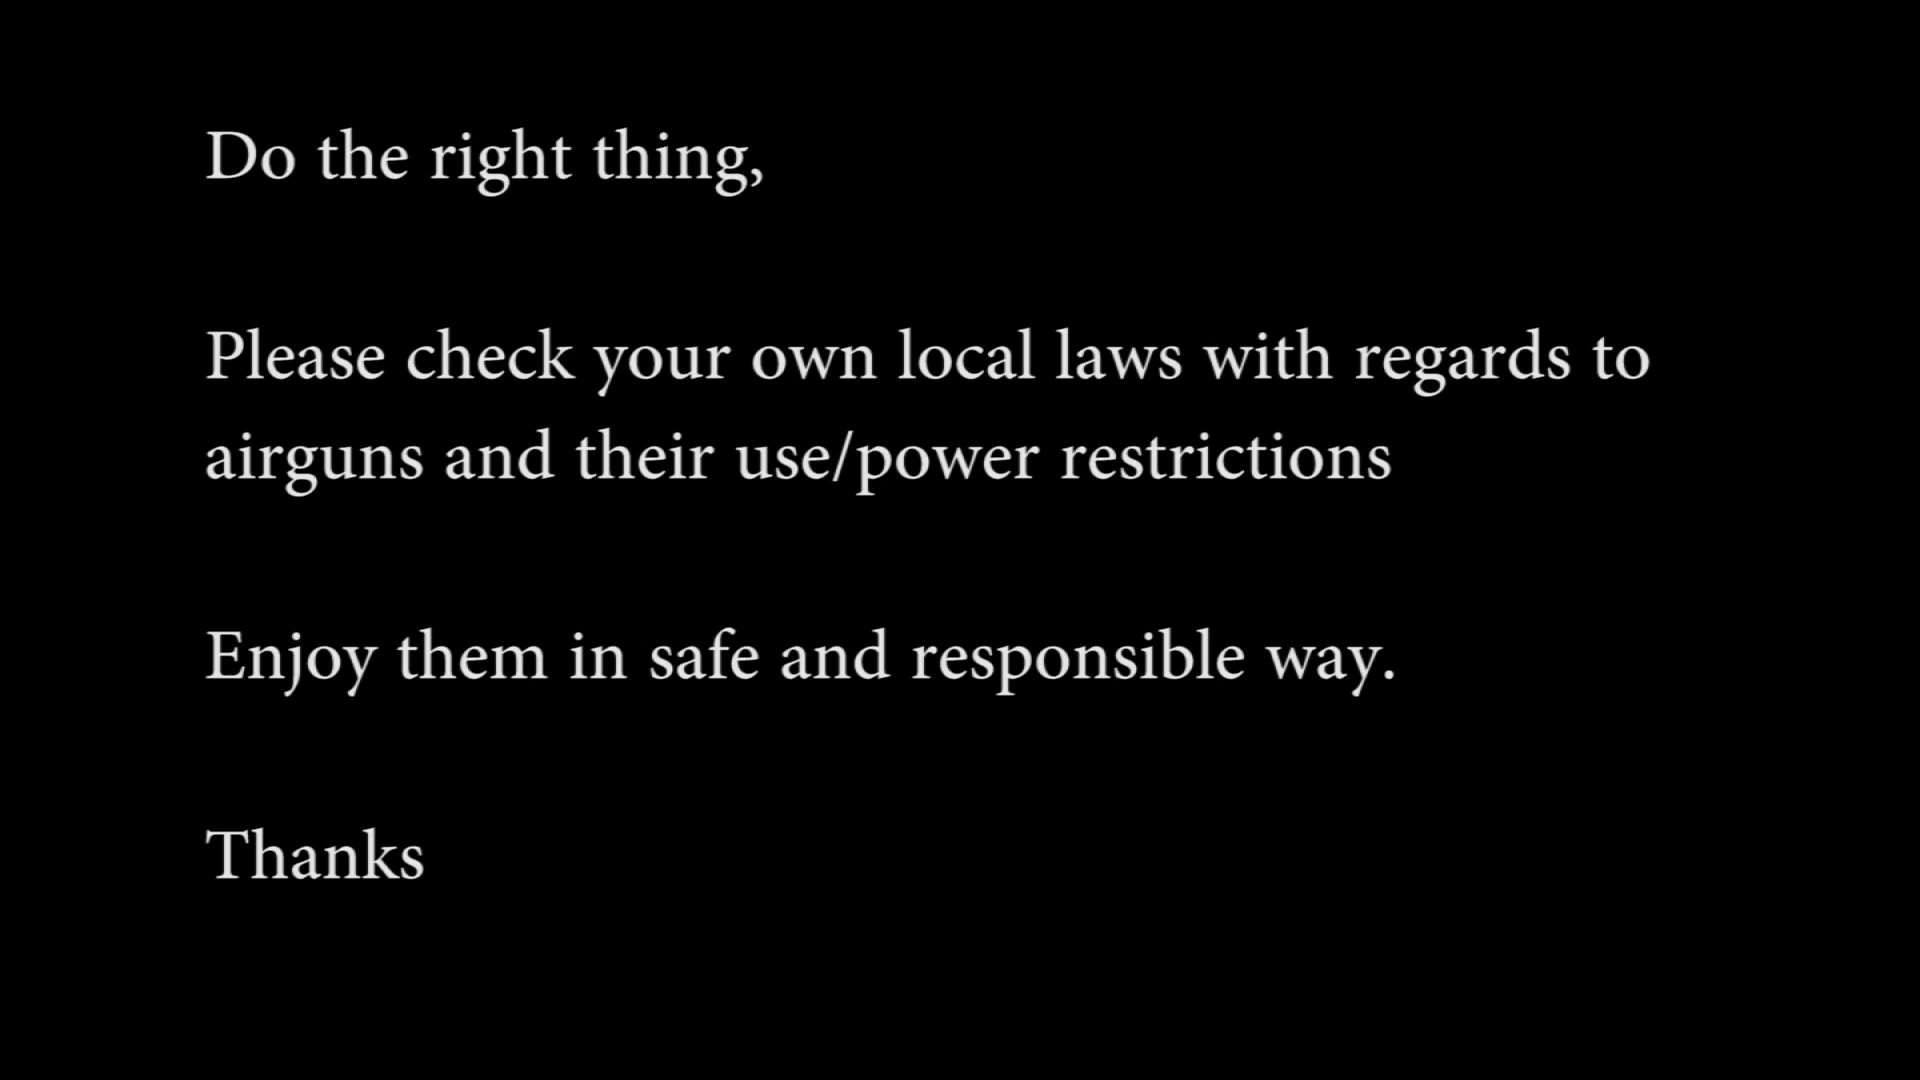 Do the right thing,
Please check your own local laws with regards to
airguns and their use/power restrictions
Enjoy them in safe and responsible way.
Thanks